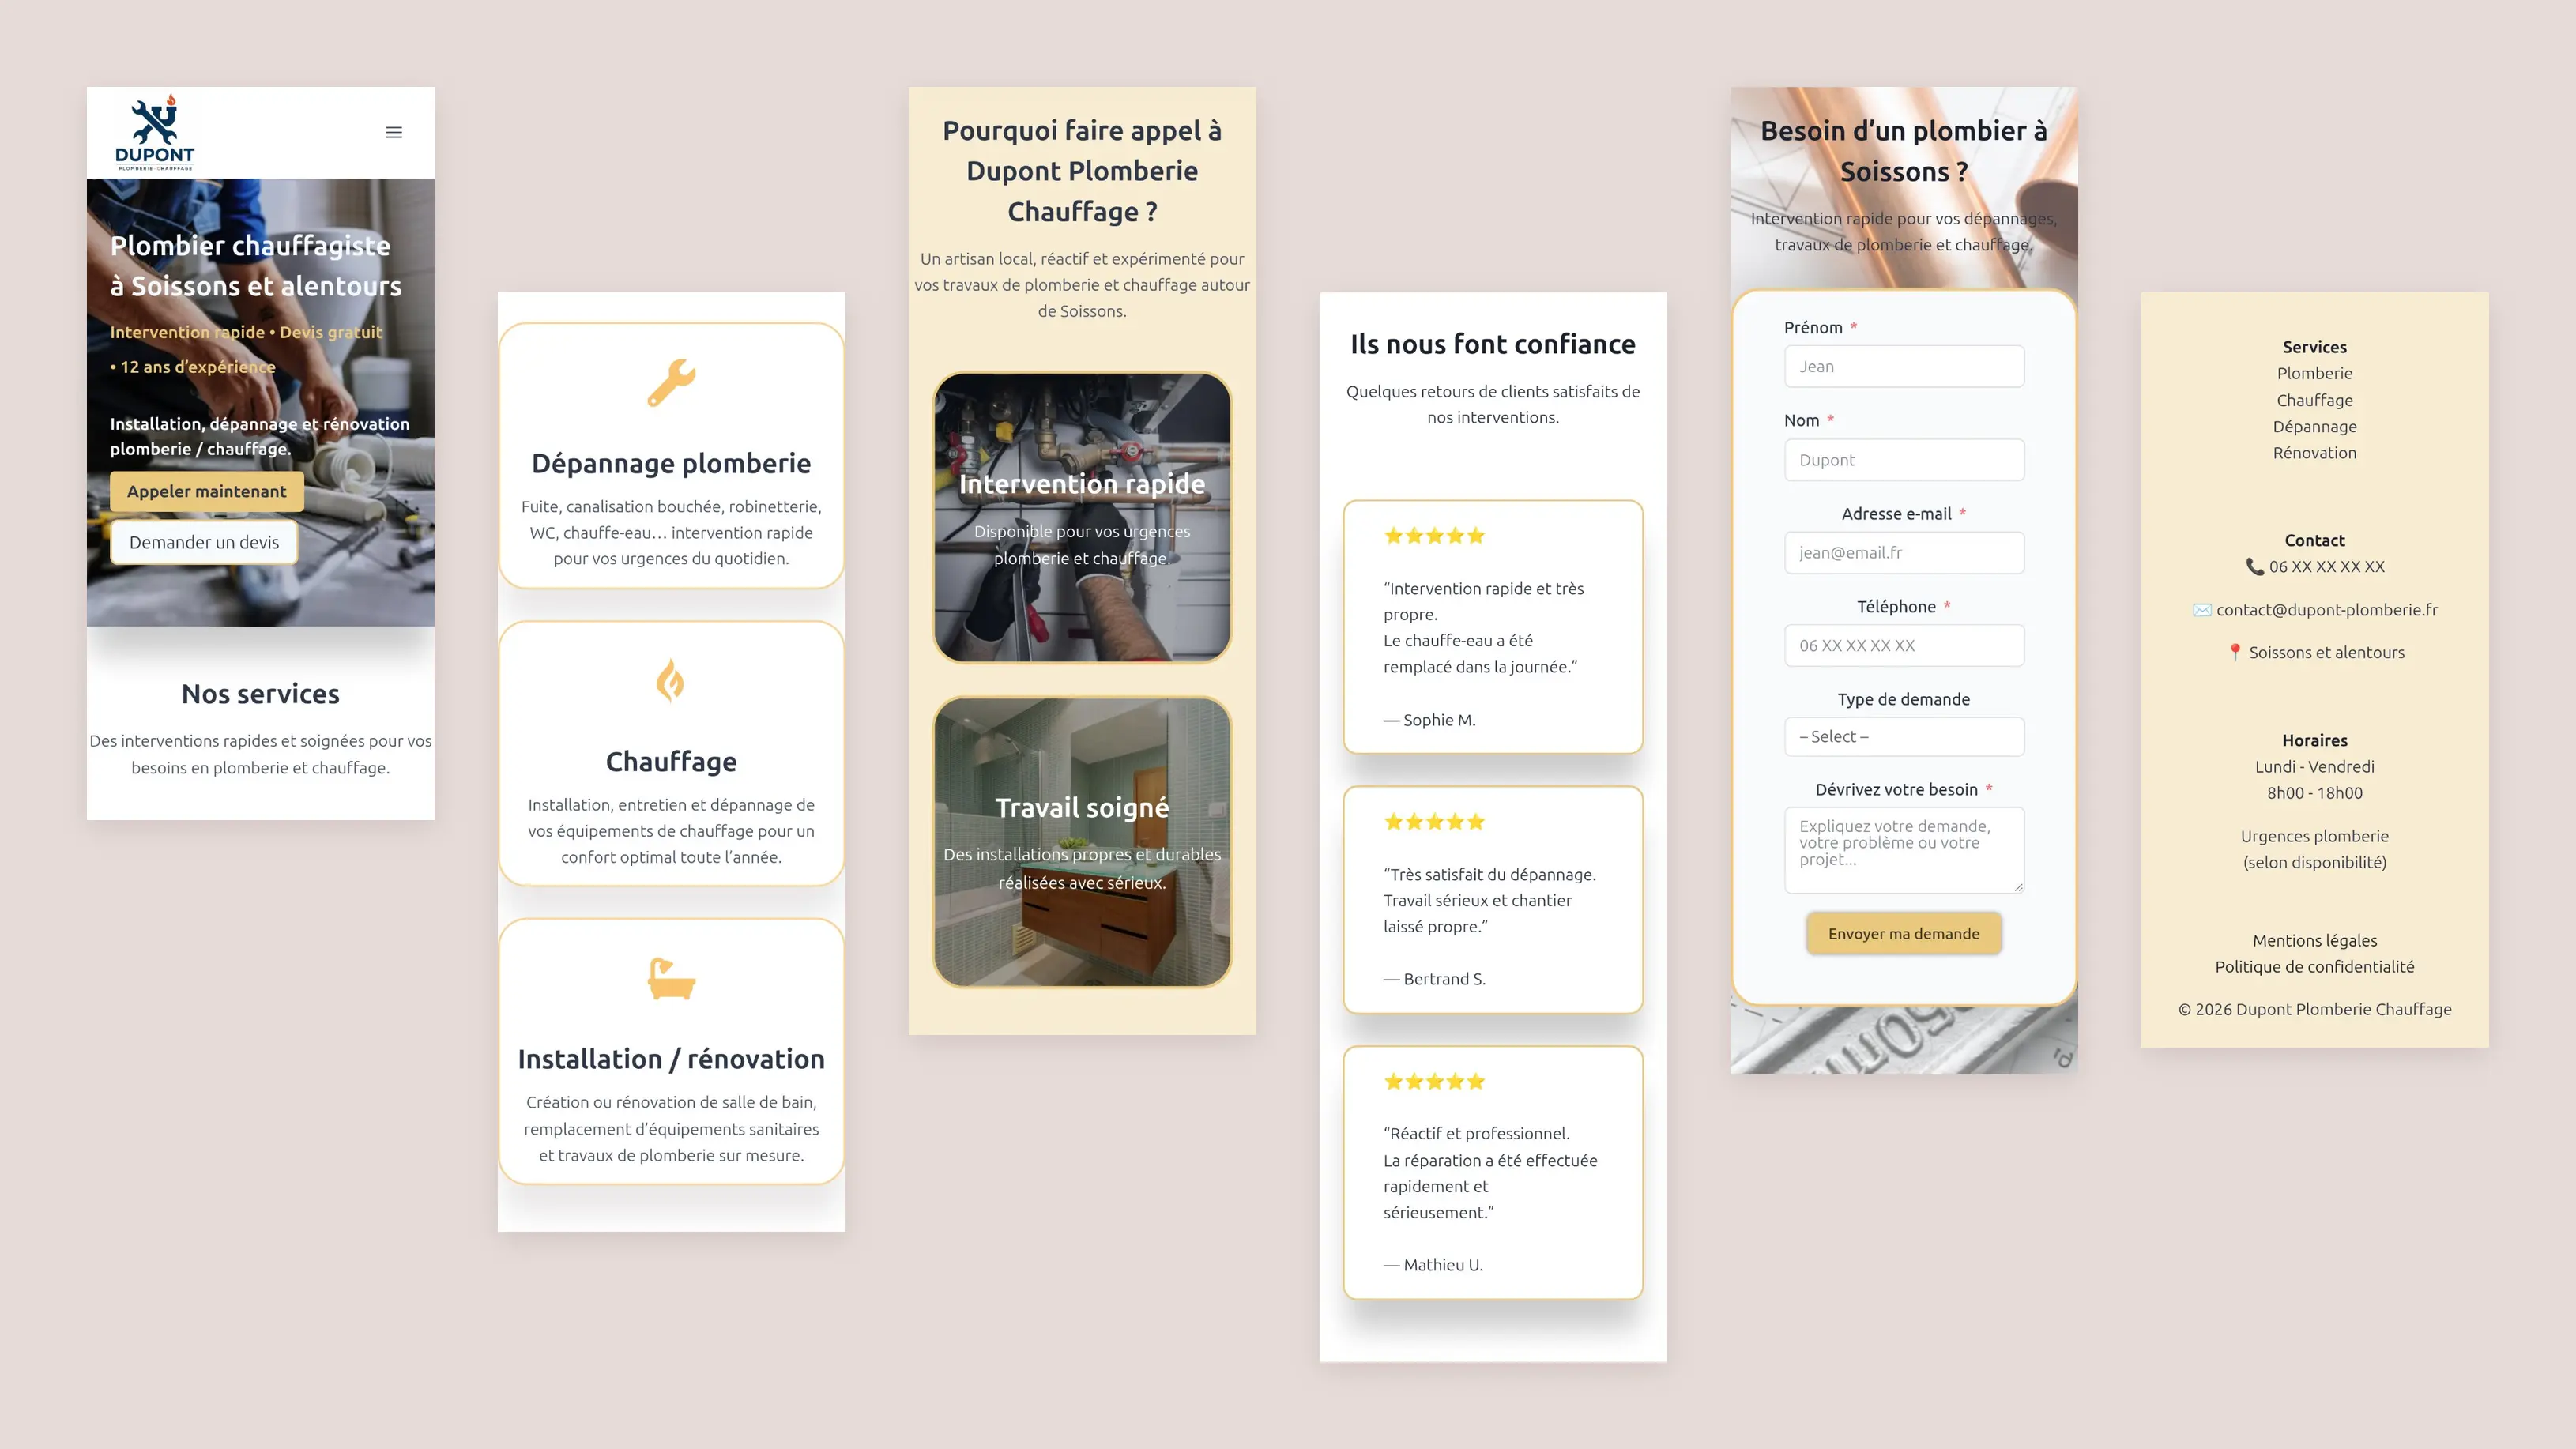 DUPONT
PLOMBERIE · CHAUFFAGE
Plombier chauffagiste
à Soissons et alentours
Intervention rapide • Devis gratuit
• 12 ans d’expérience
Installation, dépannage et rénovation
plomberie / chauffage.
Appeler maintenant
Demander un devis
Nos services
Des interventions rapides et soignées pour vos
besoins en plomberie et chauffage.
Dépannage plomberie
Fuite, canalisation bouchée, robinetterie,
WC, chauffe-eau… intervention rapide
pour vos urgences du quotidien.
Chauffage
Installation, entretien et dépannage de
vos équipements de chauffage pour un
confort optimal toute l’année.
Installation / rénovation
Création ou rénovation de salle de bain,
remplacement d’équipements sanitaires
et travaux de plomberie sur mesure.
Pourquoi faire appel à
Dupont Plomberie
Chauffage ?
Un artisan local, réactif et expérimenté pour
vos travaux de plomberie et chauffage autour
de Soissons.
Intervention rapide
Disponible pour vos urgences
plomberie et chauffage.
Travail soigné
Des installations propres et durables
réalisées avec sérieux.
Ils nous font confiance
Quelques retours de clients satisfaits de
nos interventions.
⭐⭐⭐⭐⭐
“Intervention rapide et très
propre.
Le chauffe-eau a été
remplacé dans la journée.”
— Sophie M.
⭐⭐⭐⭐⭐
“Très satisfait du dépannage.
Travail sérieux et chantier
laissé propre.”
— Bertrand S.
⭐⭐⭐⭐⭐
“Réactif et professionnel.
La réparation a été effectuée
rapidement et
sérieusement.”
— Mathieu U.
Besoin d’un plombier à
Soissons ?
Intervention rapide pour vos dépannages,
travaux de plomberie et chauffage.
Prénom *
Jean
Nom *
Dupont
Adresse e-mail *
jean@email.fr
Téléphone *
06 XX XX XX XX
Type de demande
– Select –
Dévrivez votre besoin *
Expliquez votre demande,
votre problème ou votre
projet...
Envoyer ma demande
Services
Plomberie
Chauffage
Dépannage
Rénovation
Contact
📞 06 XX XX XX XX
✉️ contact@dupont-plomberie.fr
📍 Soissons et alentours
Horaires
Lundi - Vendredi
8h00 - 18h00
Urgences plomberie
(selon disponibilité)
Mentions légales
Politique de confidentialité
© 2026 Dupont Plomberie Chauffage